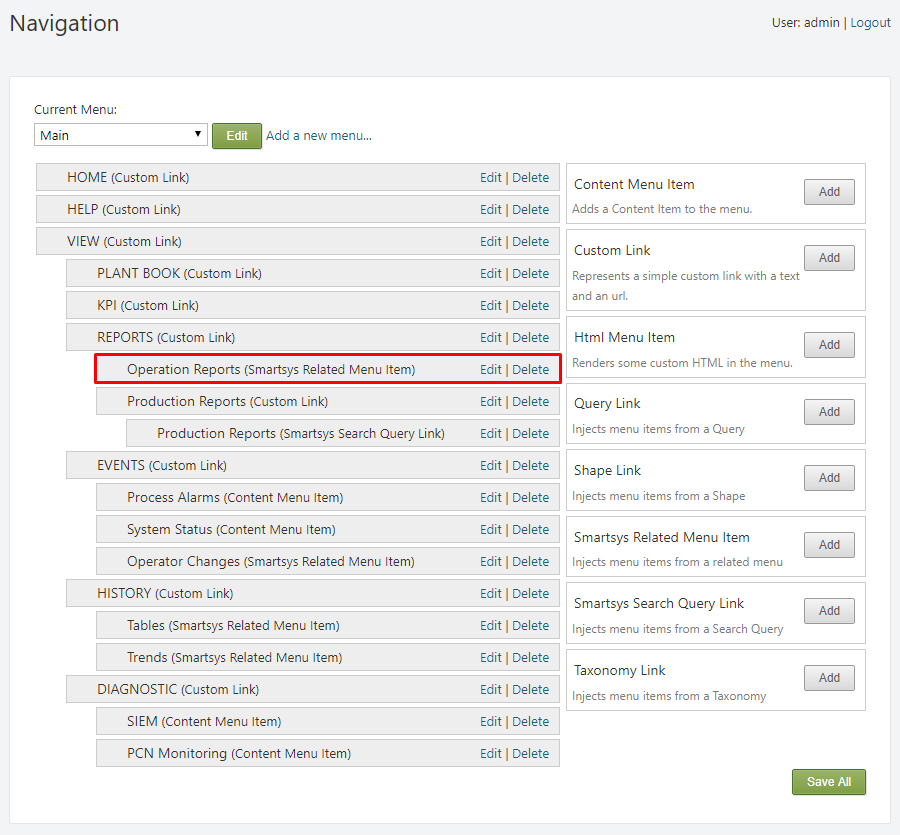 Navigation
User: admin | Logout
Current Menu:
Main
Edit
Add a new menu...
HOME (Custom Link) Edit | Delete
HELP (Custom Link) Edit | Delete
VIEW (Custom Link) Edit | Delete
PLANT BOOK (Custom Link) Edit | Delete
KPI (Custom Link) Edit | Delete
REPORTS (Custom Link) Edit | Delete
Operation Reports (Smartsys Related Menu Item) Edit | Delete
Production Reports (Custom Link) Edit | Delete
Production Reports (Smartsys Search Query Link) Edit | Delete
EVENTS (Custom Link) Edit | Delete
Process Alarms (Content Menu Item) Edit | Delete
System Status (Content Menu Item) Edit | Delete
Operator Changes (Smartsys Related Menu Item) Edit | Delete
HISTORY (Custom Link) Edit | Delete
Tables (Smartsys Related Menu Item) Edit | Delete
Trends (Smartsys Related Menu Item) Edit | Delete
DIAGNOSTIC (Custom Link) Edit | Delete
SIEM (Content Menu Item) Edit | Delete
PCN Monitoring (Content Menu Item) Edit | Delete
Content Menu Item
Add
Adds a Content Item to the menu.
Custom Link
Add
Represents a simple custom link with a text
and an url.
Html Menu Item
Add
Renders some custom HTML in the menu.
Query Link
Add
Injects menu items from a Query
Shape Link
Add
Injects menu items from a Shape
Smartsys Related Menu Item
Add
Injects menu items from a related menu
Smartsys Search Query Link
Add
Injects menu items from a Search Query
Taxonomy Link
Add
Injects menu items from a Taxonomy
Save All